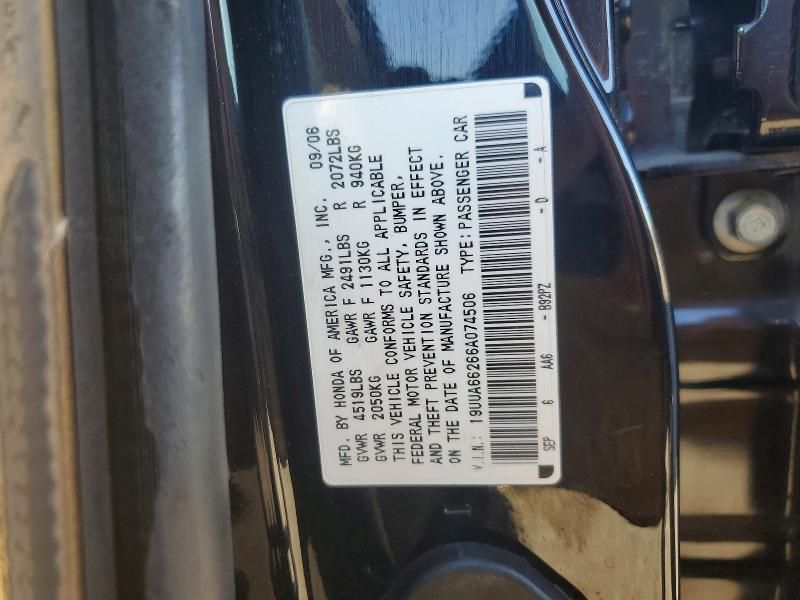 MFD. BY HONDA OF AMERICA MFG., INC. 09/06
GVWR 4519LBS GAWR F 2491LBS R 2072LBS
GVWR 2050KG GAWR F 1130KG R 940KG
THIS VEHICLE CONFORMS TO ALL APPLICABLE
FEDERAL MOTOR VEHICLE SAFETY, BUMPER,
AND THEFT PREVENTION STANDARDS IN EFFECT
ON THE DATE OF MANUFACTURE SHOWN ABOVE.
V.I.N.: 19UUA66266A074506 TYPE: PASSENGER CAR
SEP 6 AA6 - B92PZ - D - A